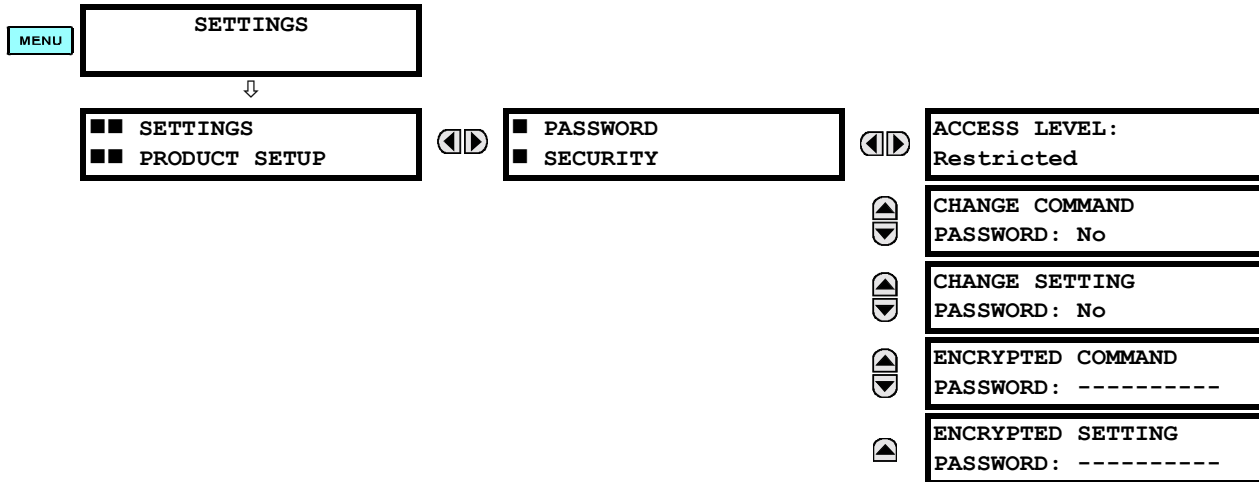 MENU
SETTINGS
■■ SETTINGS
■■ PRODUCT SETUP
■ PASSWORD
■ SECURITY
ACCESS LEVEL:
Restricted
CHANGE COMMAND
PASSWORD: No
CHANGE SETTING
PASSWORD: No
ENCRYPTED COMMAND
PASSWORD: ----------
ENCRYPTED SETTING
PASSWORD: ----------